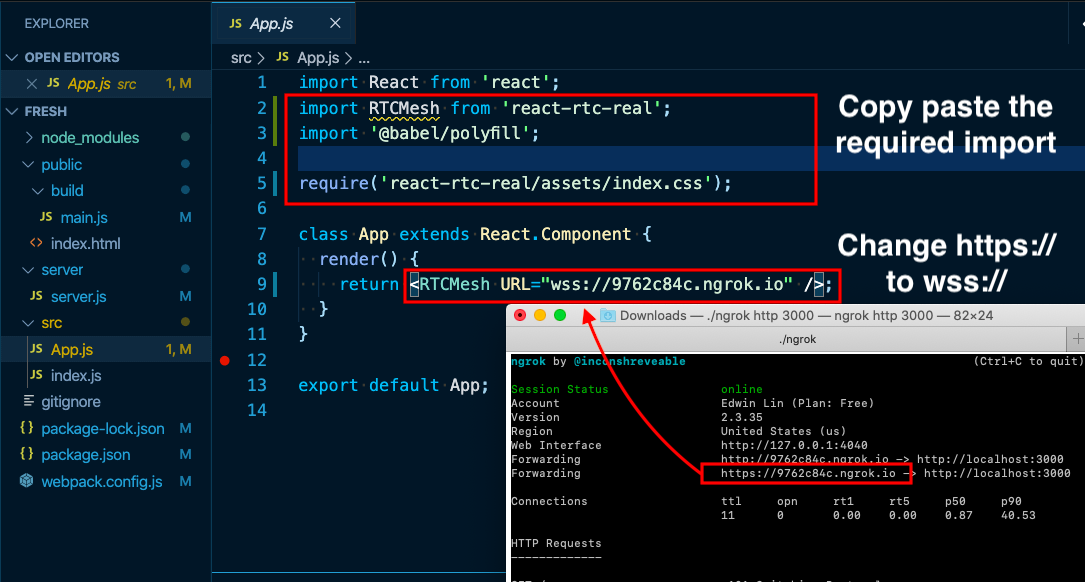 EXPLORER
OPEN EDITORS
JS App.js src 1, M
FRESH
node_modules
public
build
JS main.js M
<> index.html
server
JS server.js M
src
JS App.js 1, M
JS index.js
gitignore
{} package-lock.json M
{} package.json M
webpack.config.js M
JS App.js
src > JS App.js > ...
1 import React from 'react';
2 import RTCMesh from 'react-rtc-real';
3 import '@babel/polyfill';
4
5 require('react-rtc-real/assets/index.css');
6
7 class App extends React.Component {
8 render() {
9 return <RTCMesh URL="wss://9762c84c.ngrok.io" />;
10 }
11 }
12
13 export default App;
14
Copy paste the
required import
Change https://
to wss://
Downloads — ./ngrok http 3000 — ngrok http 3000 — 82×24
./ngrok
ngrok by @inconshreveable (Ctrl+C to quit)
Session Status online
Account Edwin Lin (Plan: Free)
Version 2.3.35
Region United States (us)
Web Interface http://127.0.0.1:4040
Forwarding http://9762c84c.ngrok.io -> http://localhost:3000
Forwarding https://9762c84c.ngrok.io -> http://localhost:3000
Connections ttl opn rt1 rt5 p50 p90
11 0 0.00 0.00 0.87 40.53
HTTP Requests
-------------